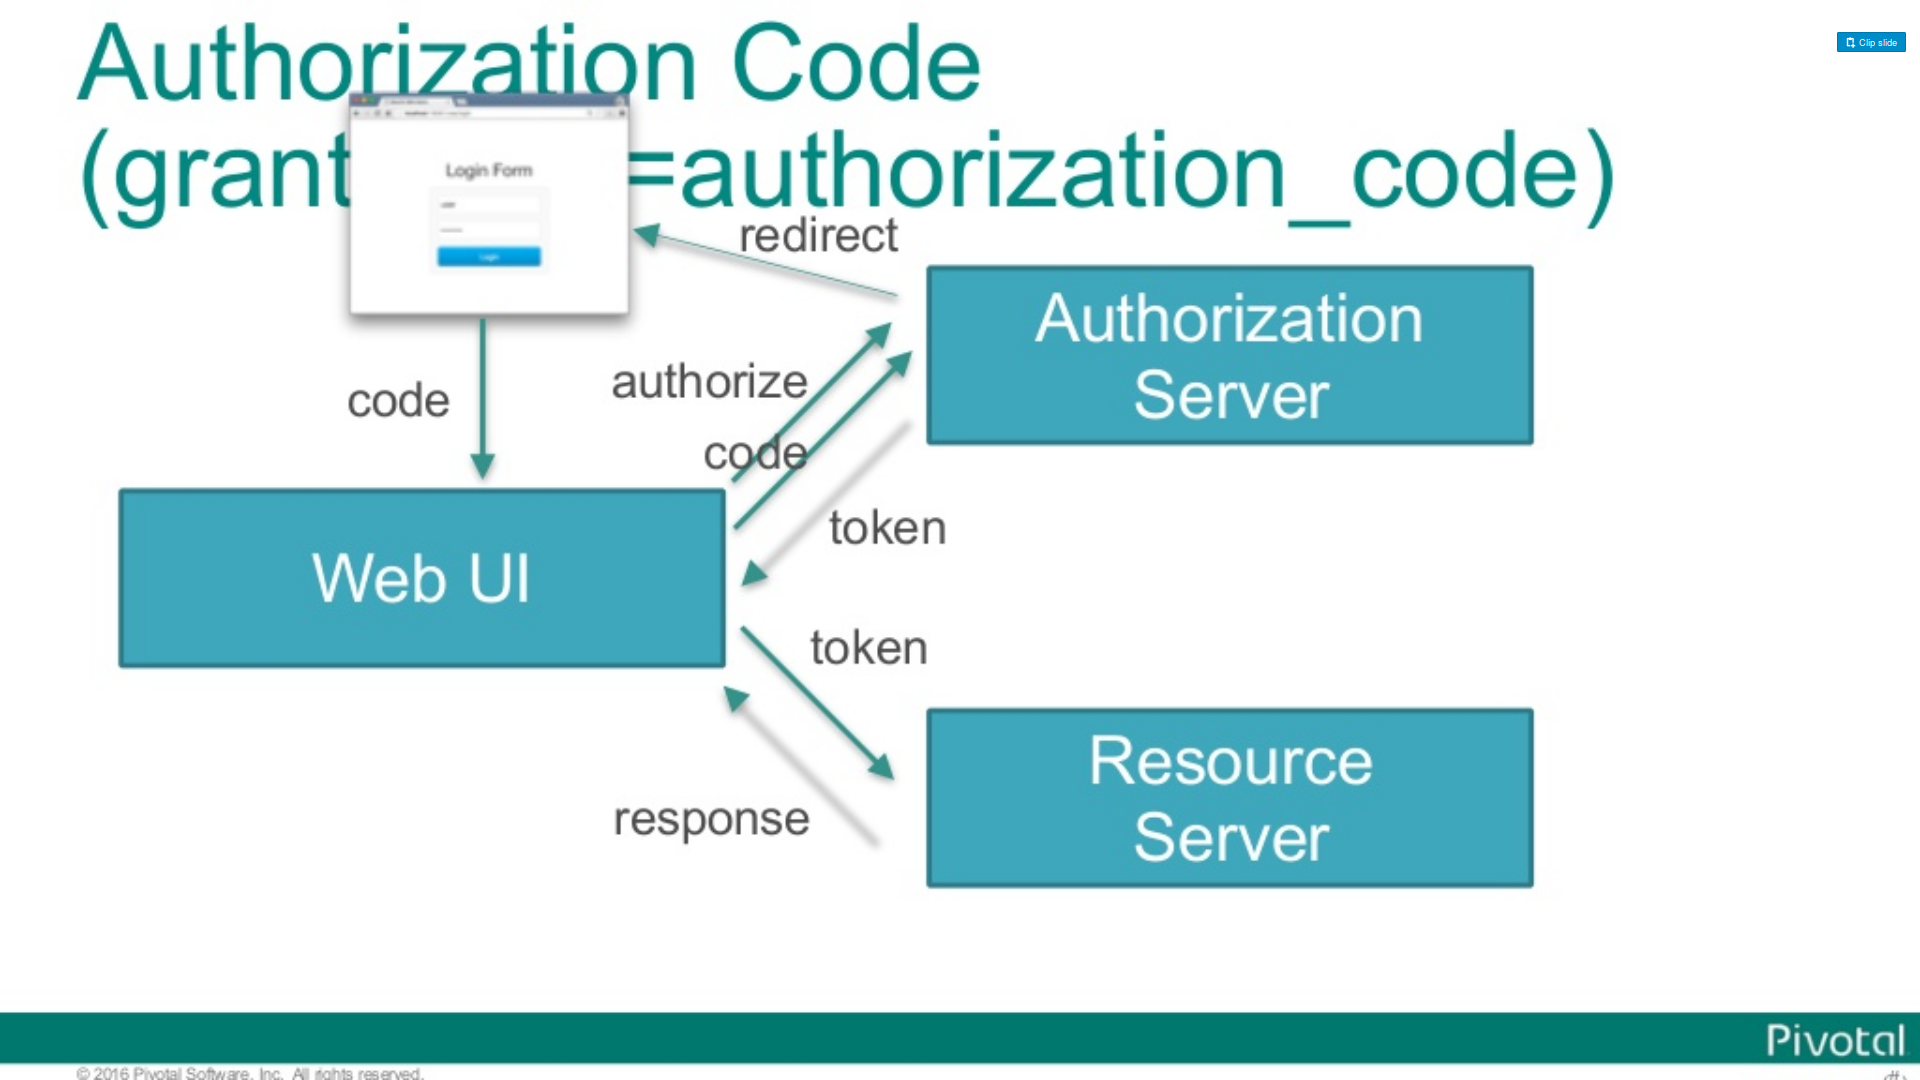 Authorization Code
(grant =authorization_code)
Clip slide
Login Form
Login
redirect
Authorization
Server
authorize
code
code
token
Web UI
token
Resource
Server
response
Pivotal
© 2016 Pivotal Software, Inc. All rights reserved.